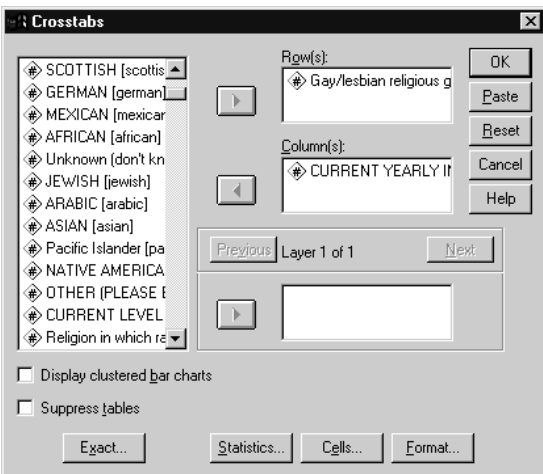 Crosstabs
SCOTTISH [scottis
GERMAN [german]
MEXICAN [mexicar
AFRICAN [african]
Unknown (don't kn
JEWISH [jewish]
ARABIC [arabic]
ASIAN [asian]
Pacific Islander [pa
NATIVE AMERICA
OTHER (PLEASE E
CURRENT LEVEL
Religion in which ra
Row(s):
Gay/lesbian religious g
Column(s):
CURRENT YEARLY IN
OK
Paste
Reset
Cancel
Help
Previous Layer 1 of 1 Next
Display clustered bar charts
Suppress tables
Exact... Statistics... Cells... Format...